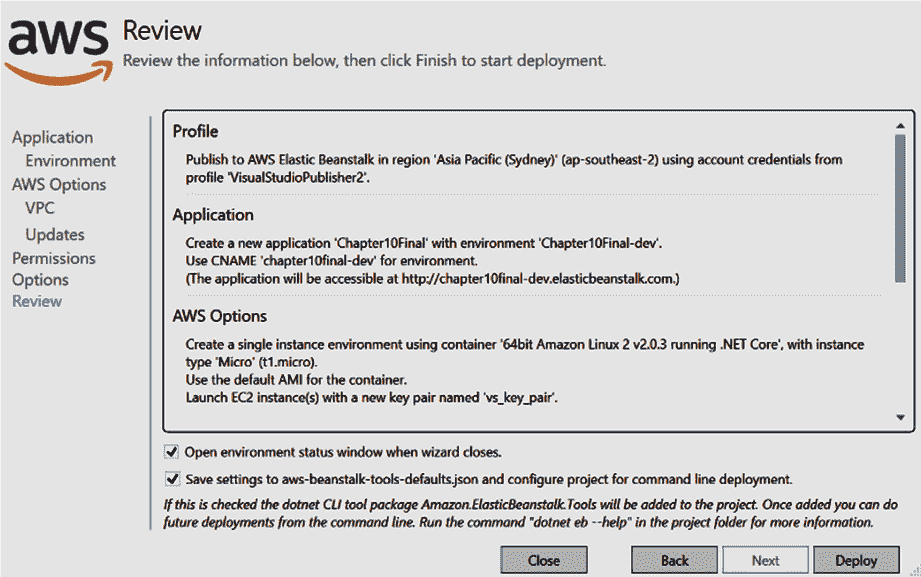 aws
Review
Review the information below, then click Finish to start deployment.
Application
Environment
AWS Options
VPC
Updates
Permissions
Options
Review
Profile
Publish to AWS Elastic Beanstalk in region 'Asia Pacific (Sydney)' (ap-southeast-2) using account credentials from
profile 'VisualStudioPublisher2'.
Application
Create a new application 'Chapter10Final' with environment 'Chapter10Final-dev'.
Use CNAME 'chapter10final-dev' for environment.
(The application will be accessible at http://chapter10final-dev.elasticbeanstalk.com.)
AWS Options
Create a single instance environment using container '64bit Amazon Linux 2 v2.0.3 running .NET Core', with instance
type 'Micro' (t1.micro).
Use the default AMI for the container.
Launch EC2 instance(s) with a new key pair named 'vs_key_pair'.
Open environment status window when wizard closes.
Save settings to aws-beanstalk-tools-defaults.json and configure project for command line deployment.
If this is checked the dotnet CLI tool package Amazon.ElasticBeanstalk.Tools will be added to the project. Once added you can do
future deployments from the command line. Run the command "dotnet eb --help" in the project folder for more information.
Close
Back
Next
Deploy